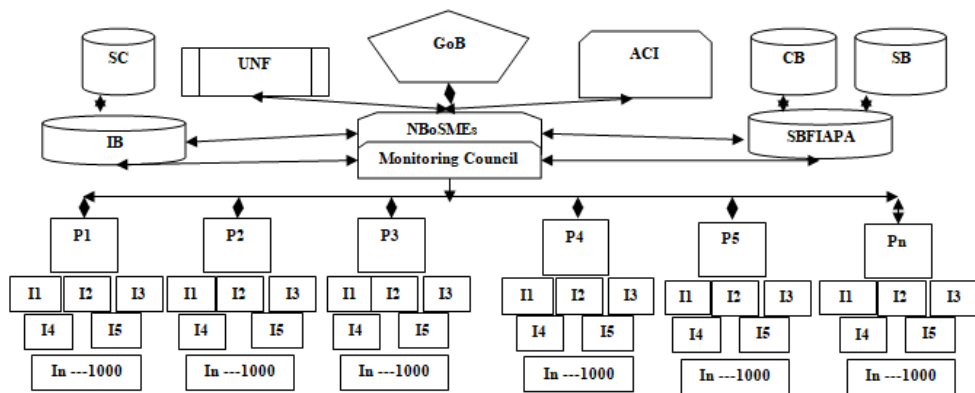 SC
UNF
GoB
ACI
CB
SB
IB
NBoSMEs
SBFIAPA
Monitoring Council
P1 P2 P3 P4 P5 Pn
I1 I2 I3 I1 I2 I3 I1 I2 I3 I1 I2 I3 I1 I2 I3 I1 I2 I3
I4 I5 I4 I5 I4 I5 I4 I5 I4 I5 I4 I5
In ---1000 In ---1000 In ---1000 In ---1000 In ---1000 In ---1000